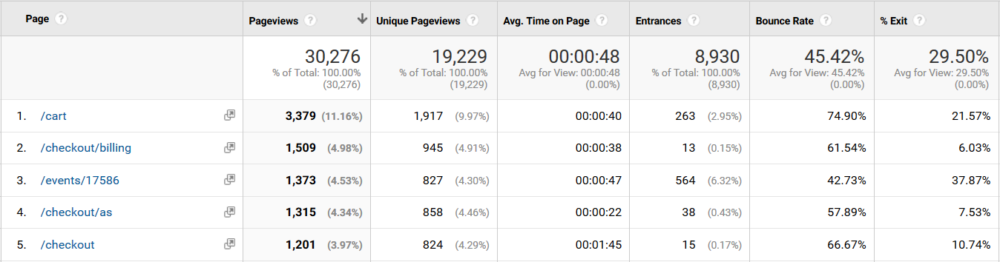 Page ? Pageviews ? Unique Pageviews ? Avg. Time on Page ? Entrances ? Bounce Rate ? % Exit ?
30,276 19,229 00:00:48 8,930 45.42% 29.50%
% of Total: 100.00% % of Total: 100.00% Avg for View: 00:00:48 % of Total: 100.00% Avg for View: 45.42% Avg for View: 29.50%
(30,276) (19,229) (0.00%) (8,930) (0.00%) (0.00%)
1. /cart 3,379 (11.16%) 1,917 (9.97%) 00:00:40 263 (2.95%) 74.90% 21.57%
2. /checkout/billing 1,509 (4.98%) 945 (4.91%) 00:00:38 13 (0.15%) 61.54% 6.03%
3. /events/17586 1,373 (4.53%) 827 (4.30%) 00:00:47 564 (6.32%) 42.73% 37.87%
4. /checkout/as 1,315 (4.34%) 858 (4.46%) 00:00:22 38 (0.43%) 57.89% 7.53%
5. /checkout 1,201 (3.97%) 824 (4.29%) 00:01:45 15 (0.17%) 66.67% 10.74%